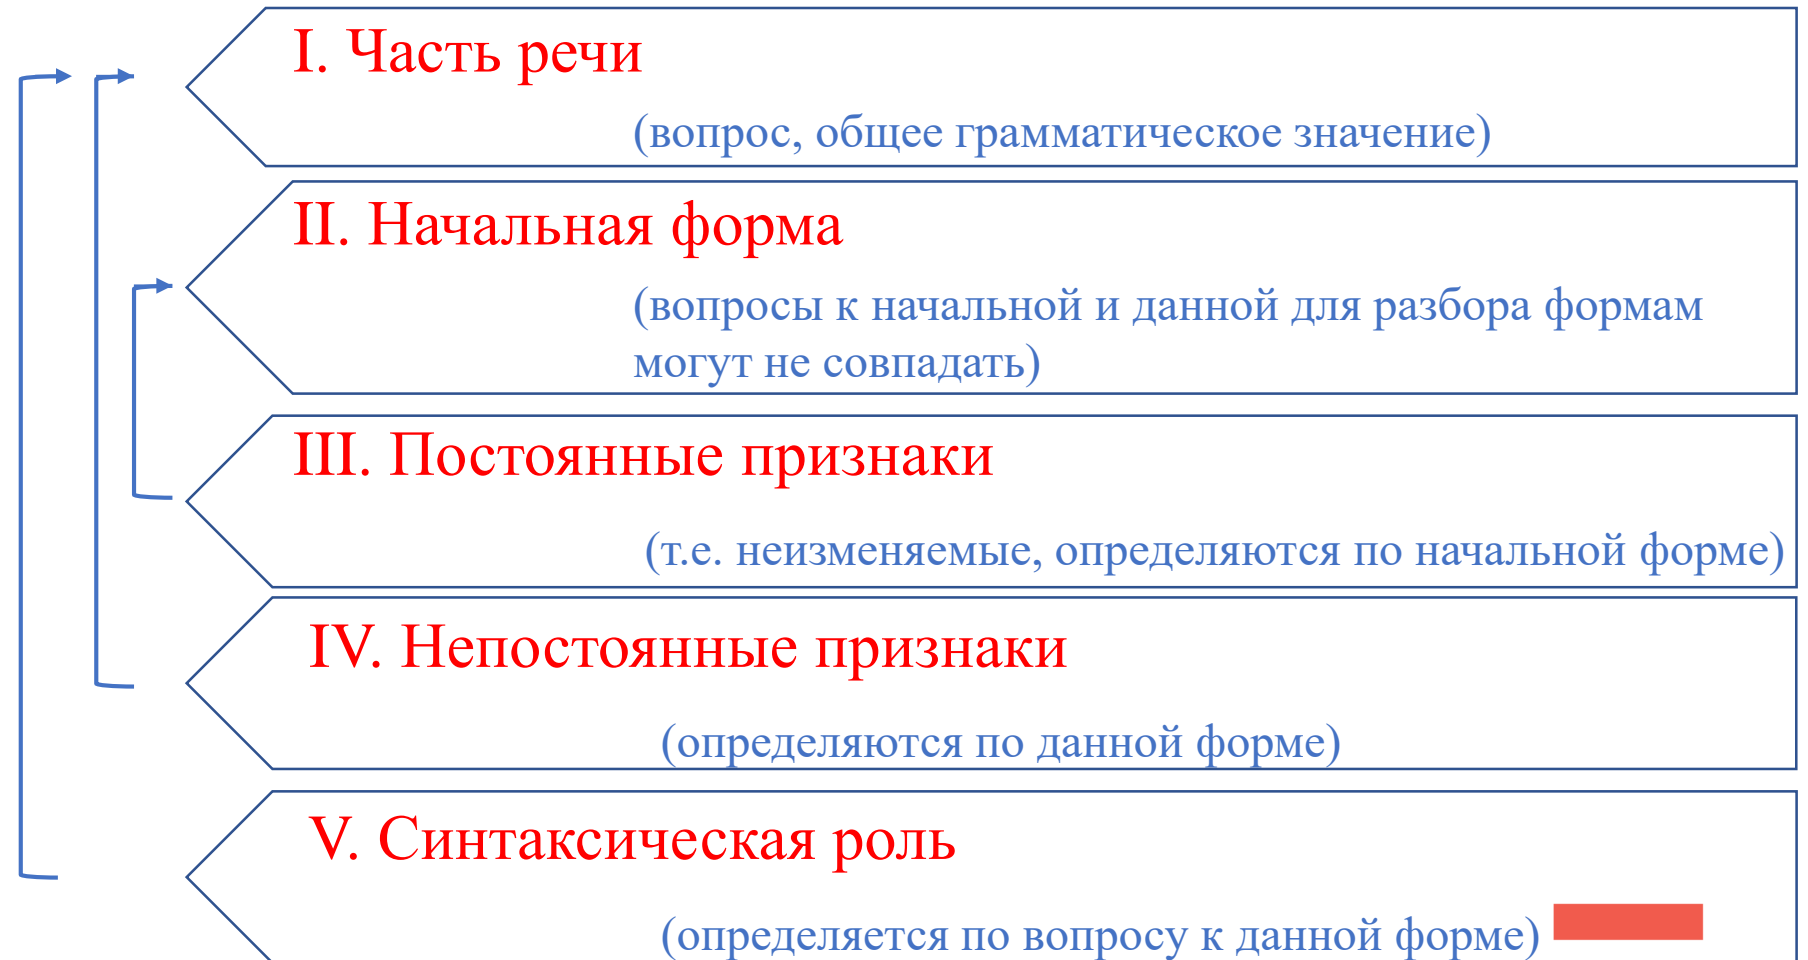 I. Часть речи
(вопрос, общее грамматическое значение)
II. Начальная форма
(вопросы к начальной и данной для разбора формам
могут не совпадать)
III. Постоянные признаки
(т.е. неизменяемые, определяются по начальной форме)
IV. Непостоянные признаки
(определяются по данной форме)
V. Синтаксическая роль
(определяется по вопросу к данной форме)